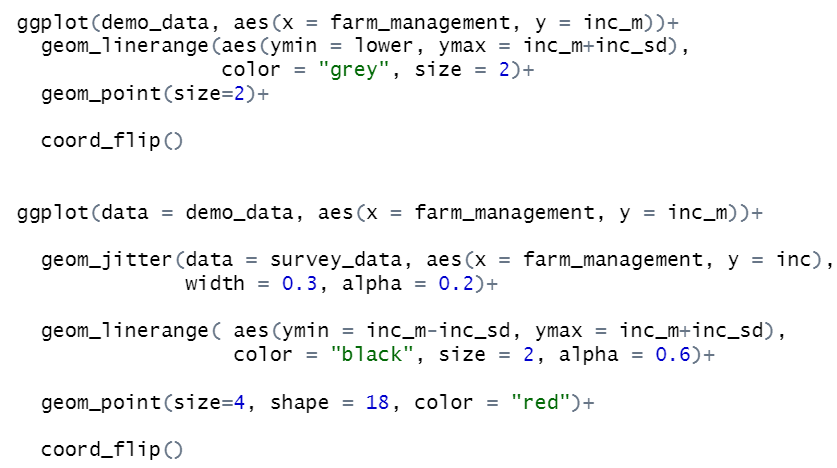 ggplot(demo_data, aes(x = farm_management, y = inc_m))+
geom_linerange(aes(ymin = lower, ymax = inc_m+inc_sd),
color = "grey", size = 2)+
geom_point(size=2)+
coord_flip()
ggplot(data = demo_data, aes(x = farm_management, y = inc_m))+
geom_jitter(data = survey_data, aes(x = farm_management, y = inc),
width = 0.3, alpha = 0.2)+
geom_linerange( aes(ymin = inc_m-inc_sd, ymax = inc_m+inc_sd),
color = "black", size = 2, alpha = 0.6)+
geom_point(size=4, shape = 18, color = "red")+
coord_flip()